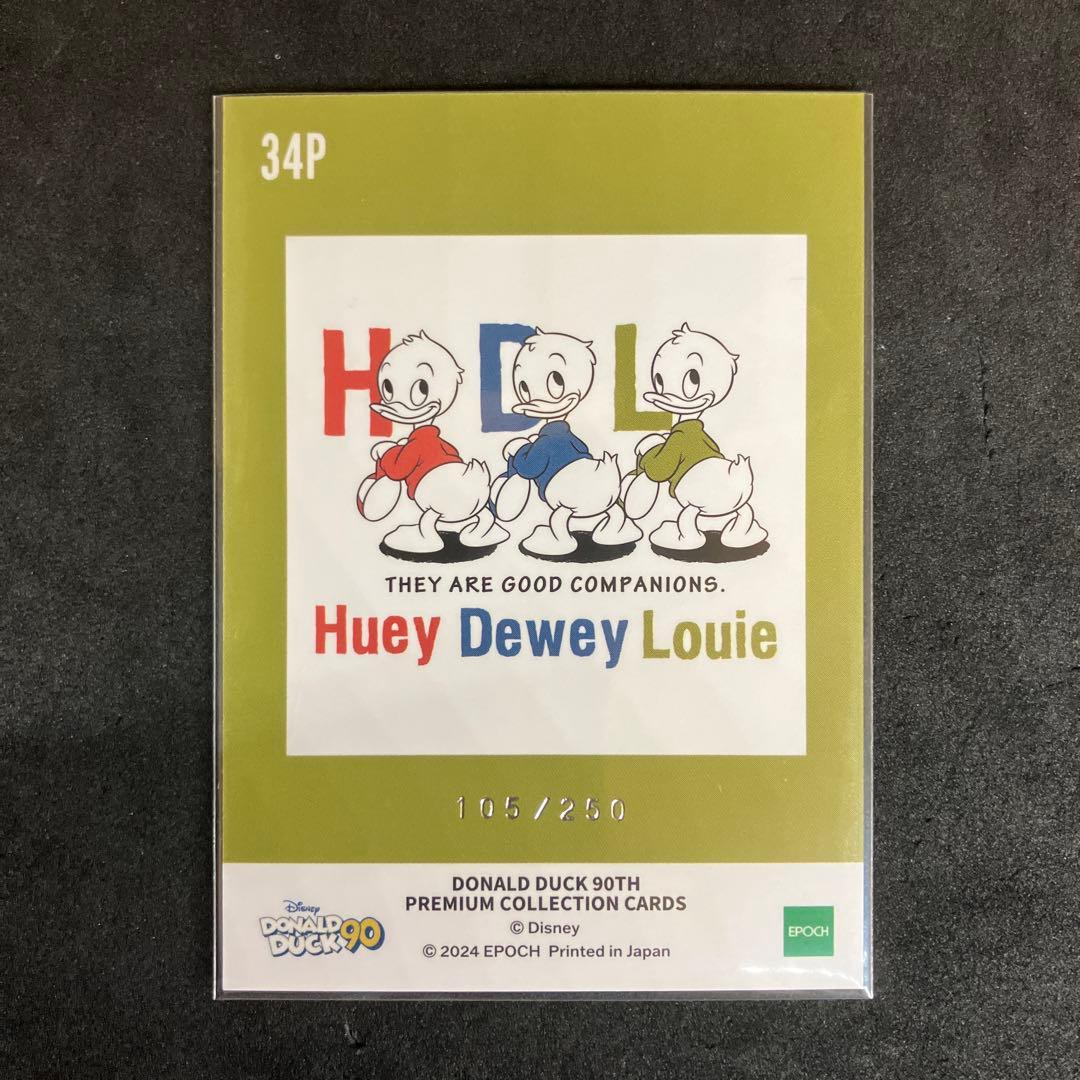 34P
H D L
THEY ARE GOOD COMPANIONS.
Huey Dewey Louie
105/250
DONALD DUCK 90TH
PREMIUM COLLECTION CARDS
© Disney
© 2024 EPOCH Printed in Japan
Disney
DONALD
DUCK 90
EPOCH